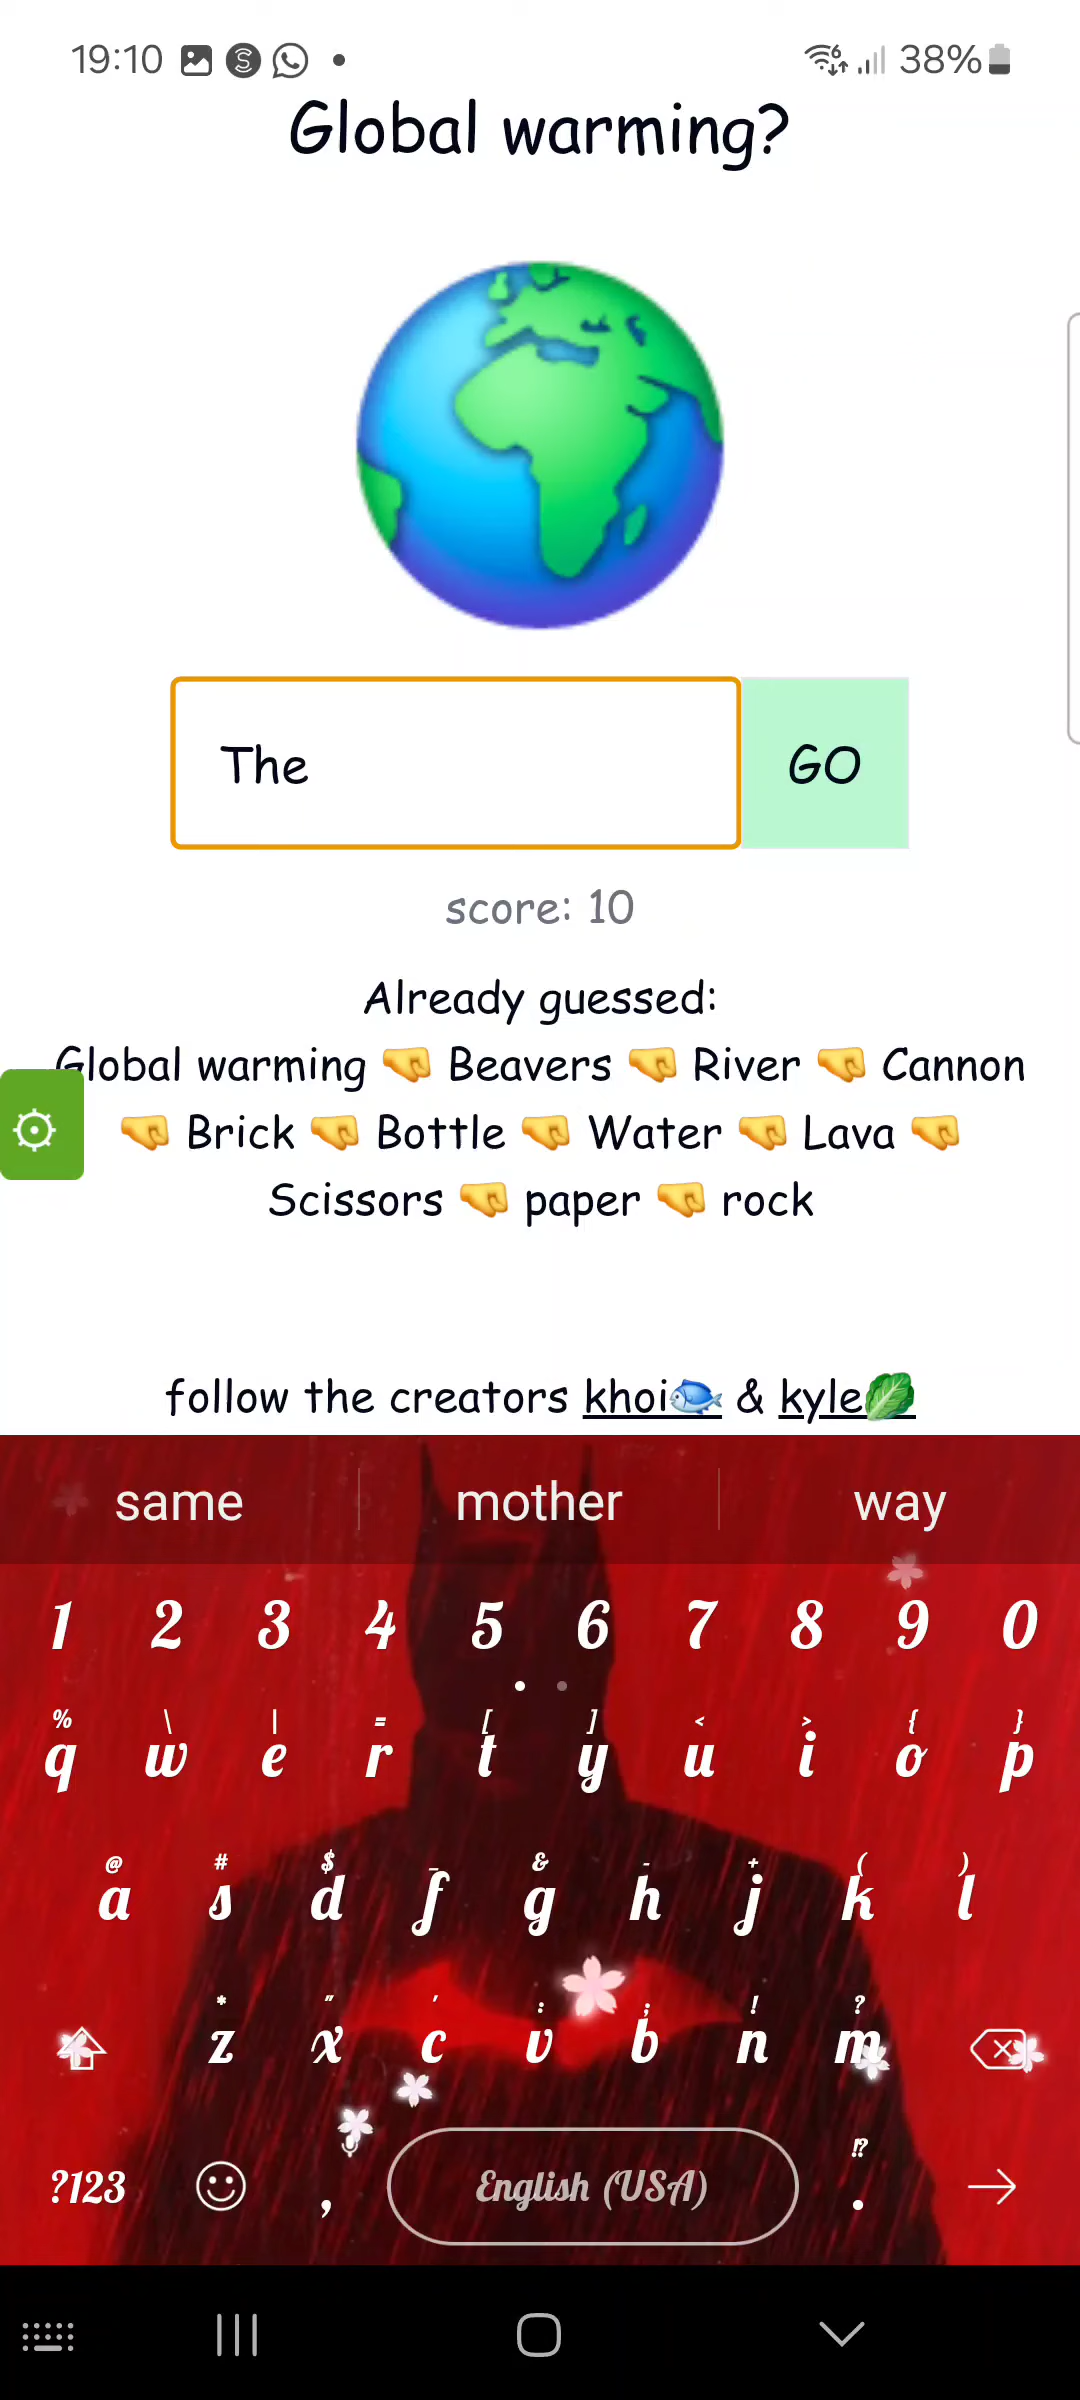 19:10 38%
Global warming?
The GO
score: 10
Already guessed:
Global warming 🤜 Beavers 🤜 River 🤜 Cannon
🤜 Brick 🤜 Bottle 🤜 Water 🤜 Lava 🤜
Scissors 🤜 paper 🤜 rock
follow the creators khoi🐟 & kyle🥬
same mother way
1 2 3 4 5 6 7 8 9 0
% \ | = [ ] < > { }
q w e r t y u i o p
@ # $ _ & - + ( )
a s d f g h j k l
* " ' : ; ! ?
z x c v b n m
!?
?123 , English (USA) .